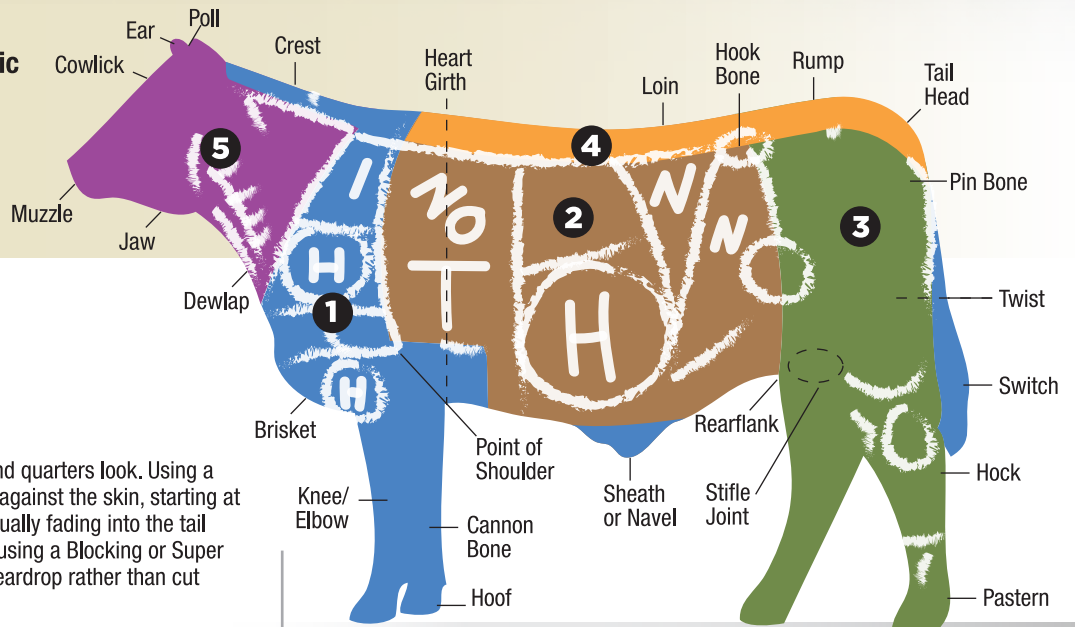 ic
Ear
Poll
Cowlick
Crest
Heart
Girth
Loin
Hook
Bone
Rump
Tail
Head
Muzzle
Jaw
Dewlap
Pin Bone
Twist
Switch
5
4
2
3
1
I
N
O
T
H
N
N
H
H
Brisket
Point of
Shoulder
Rearflank
Knee/
Elbow
Cannon
Bone
Hoof
Sheath
or Navel
Stifle
Joint
Hock
Pastern
nd quarters look. Using a
against the skin, starting at
ually fading into the tail
using a Blocking or Super
eardrop rather than cut